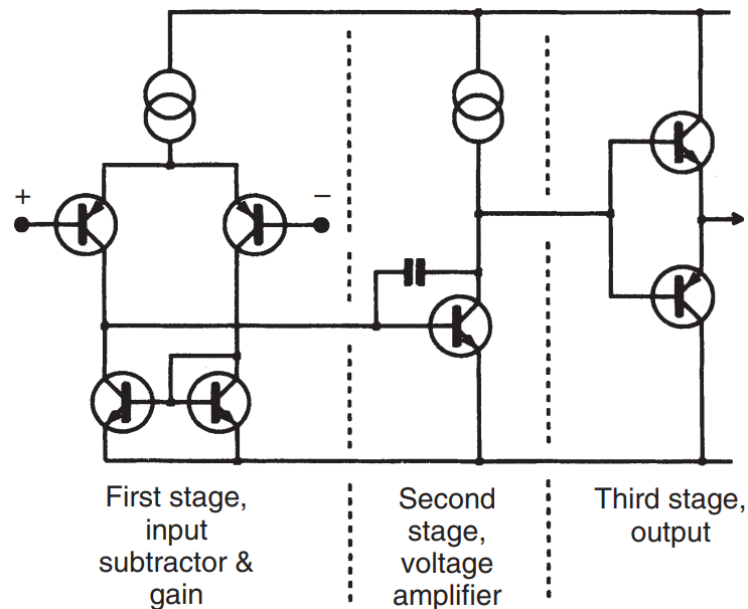 +
−
First stage,
input
subtractor &
gain
Second
stage,
voltage
amplifier
Third stage,
output